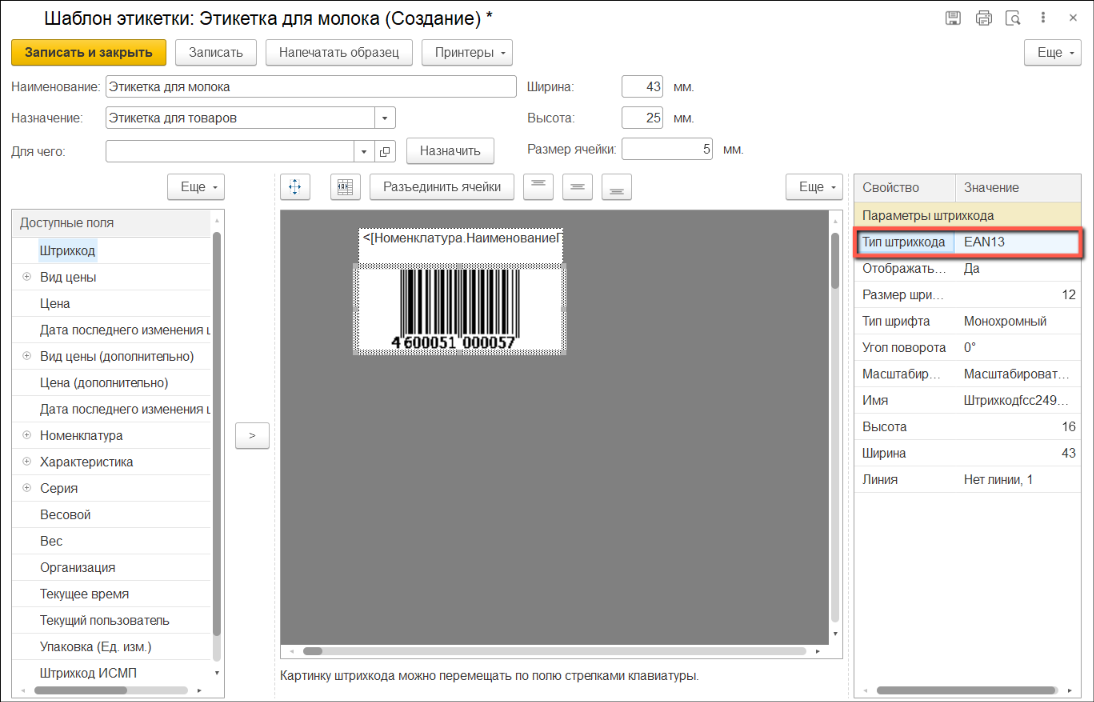 Шаблон этикетки: Этикетка для молока (Создание) *
Записать и закрыть
Записать
Напечатать образец
Принтеры
Еще
Наименование: Этикетка для молока
Ширина: 43 мм.
Назначение: Этикетка для товаров
Высота: 25 мм.
Для чего:
Назначить
Размер ячейки: 5 мм.
Еще
Разъединить ячейки
Еще
Доступные поля
Штрихкод
Вид цены
Цена
Дата последнего изменения ц
Вид цены (дополнительно)
Цена (дополнительно)
Дата последнего изменения ц
Номенклатура
Характеристика
Серия
Весовой
Вес
Организация
Текущее время
Текущий пользователь
Упаковка (Ед. изм.)
Штрихкод ИСМП
>
<[Номенклатура.НаименованиеП
4 600051 000057
Картинку штрихкода можно перемещать по полю стрелками клавиатуры.
Свойство Значение
Параметры штрихкода
Тип штрихкода EAN13
Отображать... Да
Размер шри... 12
Тип шрифта Монохромный
Угол поворота 0°
Масштабир... Масштабироват...
Имя Штрихкодfcc249...
Высота 16
Ширина 43
Линия Нет линии, 1